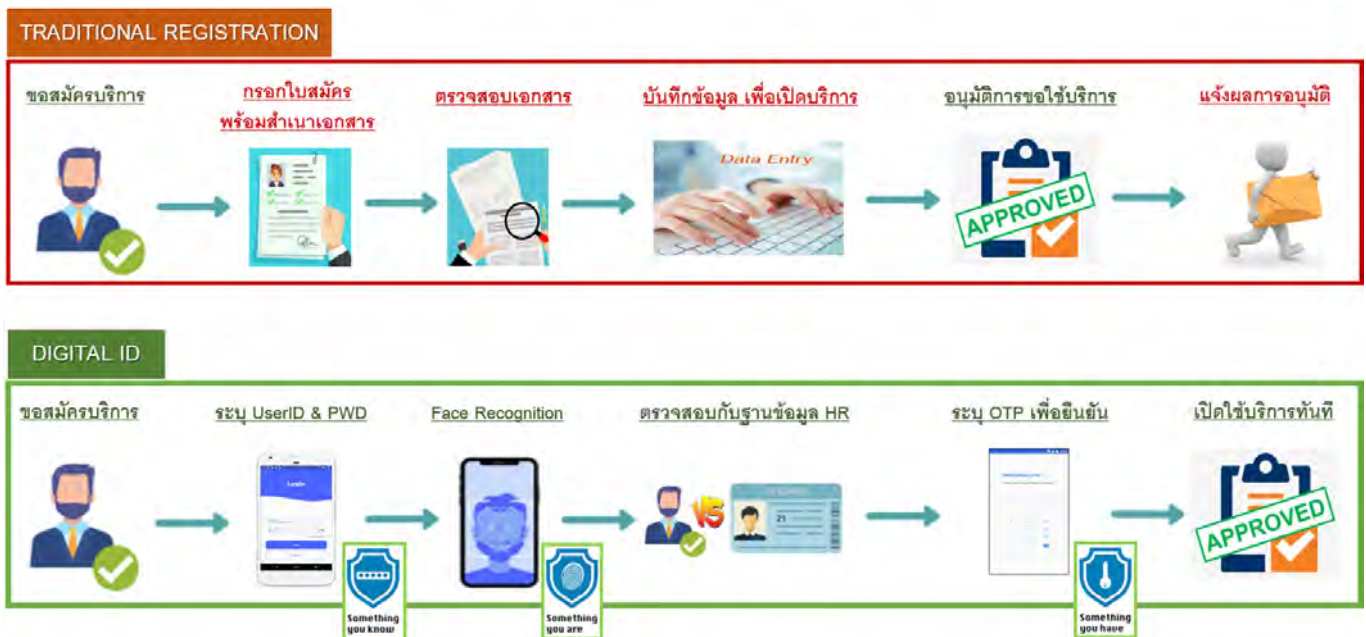 TRADITIONAL REGISTRATION
ขอสมัครบริการ
กรอกใบสมัคร
พร้อมสำเนาเอกสาร
ตรวจสอบเอกสาร
บันทึกข้อมูล เพื่อเปิดบริการ
อนุมัติการขอใช้บริการ
แจ้งผลการอนุมัติ
Data Entry
APPROVED
DIGITAL ID
ขอสมัครบริการ
ระบุ UserID & PWD
Face Recognition
ตรวจสอบกับฐานข้อมูล HR
ระบุ OTP เพื่อยืนยัน
เปิดใช้บริการทันที
Login
VS
21
APPROVED
Something
you know
Something
you are
Something
you have